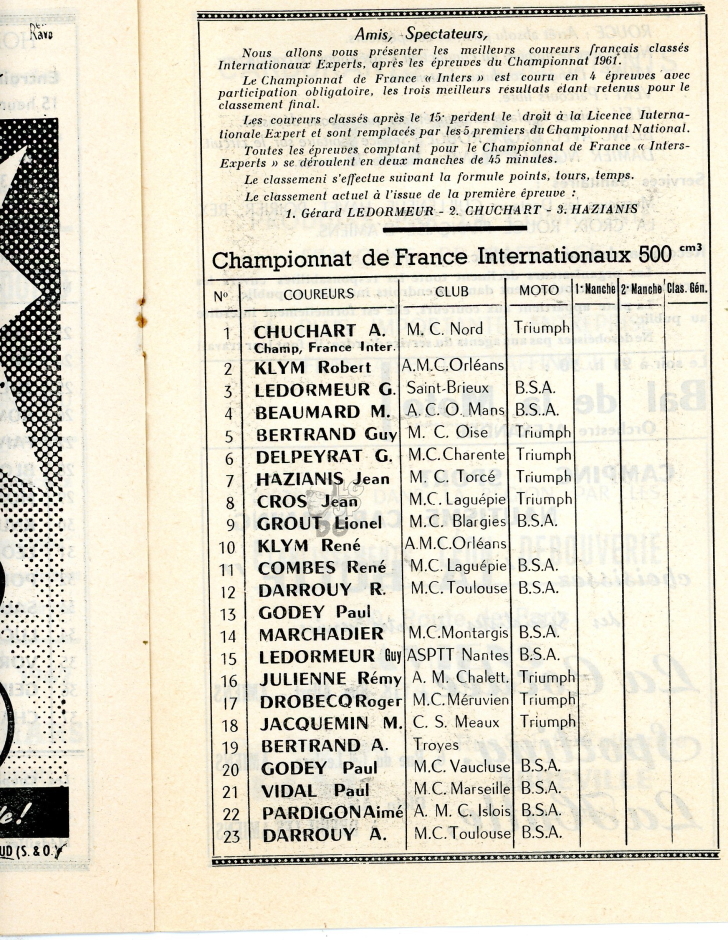 Amis, Spectateurs,
Nous allons vous présenter les meilleurs coureurs français classés
Internationaux Experts, après les épreuves du Championnat 1961.
Le Championnat de France « Inters » est couru en 4 épreuves avec
participation obligatoire, les trois meilleurs resultats étant retenus pour le
classement final.
Les coureurs classés après le 15e perdent le droit à la Licence Interna-
tionale Expert et sont remplacés par les 5 premiers du Championnat National.
Toutes les épreuves comptant pour le Championnat de France « Inters-
Experts » se déroulent en deux manches de 45 minutes.
Le classemeni s'effectue suivant la formule points, tours, temps.
Le classement actuel à l'issue de la première épreuve :
1. Gérard LEDORMEUR - 2. CHUCHART - 3. HAZIANIS
Championnat de France Internationaux 500 cm3
No COUREURS CLUB MOTO 1e Manche 2e Manche Clas. Gén.
1 CHUCHART A. M. C. Nord Triumph
Champ, France Inter.
2 KLYM Robert A.M.C.Orléans
3 LEDORMEUR G. Saint-Brieux B.S.A.
4 BEAUMARD M. A. C. O. Mans B.S.A.
5 BERTRAND Guy M. C. Oise Triumph
6 DELPEYRAT G. M.C.Charente Triumph
7 HAZIANIS Jean M. C. Torcé Triumph
8 CROS Jean M.C. Laguépie Triumph
9 GROUT Lionel M.C. Blargies B.S.A.
10 KLYM René A.M.C.Orléans
11 COMBES René M.C. Laguépie B.S.A.
12 DARROUY R. M.C. Toulouse B.S.A.
13 GODEY Paul
14 MARCHADIER M.C.Montargis B.S.A.
15 LEDORMEUR Guy ASPTT Nantes B.S.A.
16 JULIENNE Rémy A. M. Chalett. Triumph
17 DROBECQ Roger M.C.Méruvien Triumph
18 JACQUEMIN M. C. S. Meaux Triumph
19 BERTRAND A. Troyes
20 GODEY Paul M.C. Vaucluse B.S.A.
21 VIDAL Paul M.C. Marseille B.S.A.
22 PARDIGON Aimé A. M. C. Islois B.S.A.
23 DARROUY A. M.C. Toulouse B.S.A.
le!
UD (S. & O.)